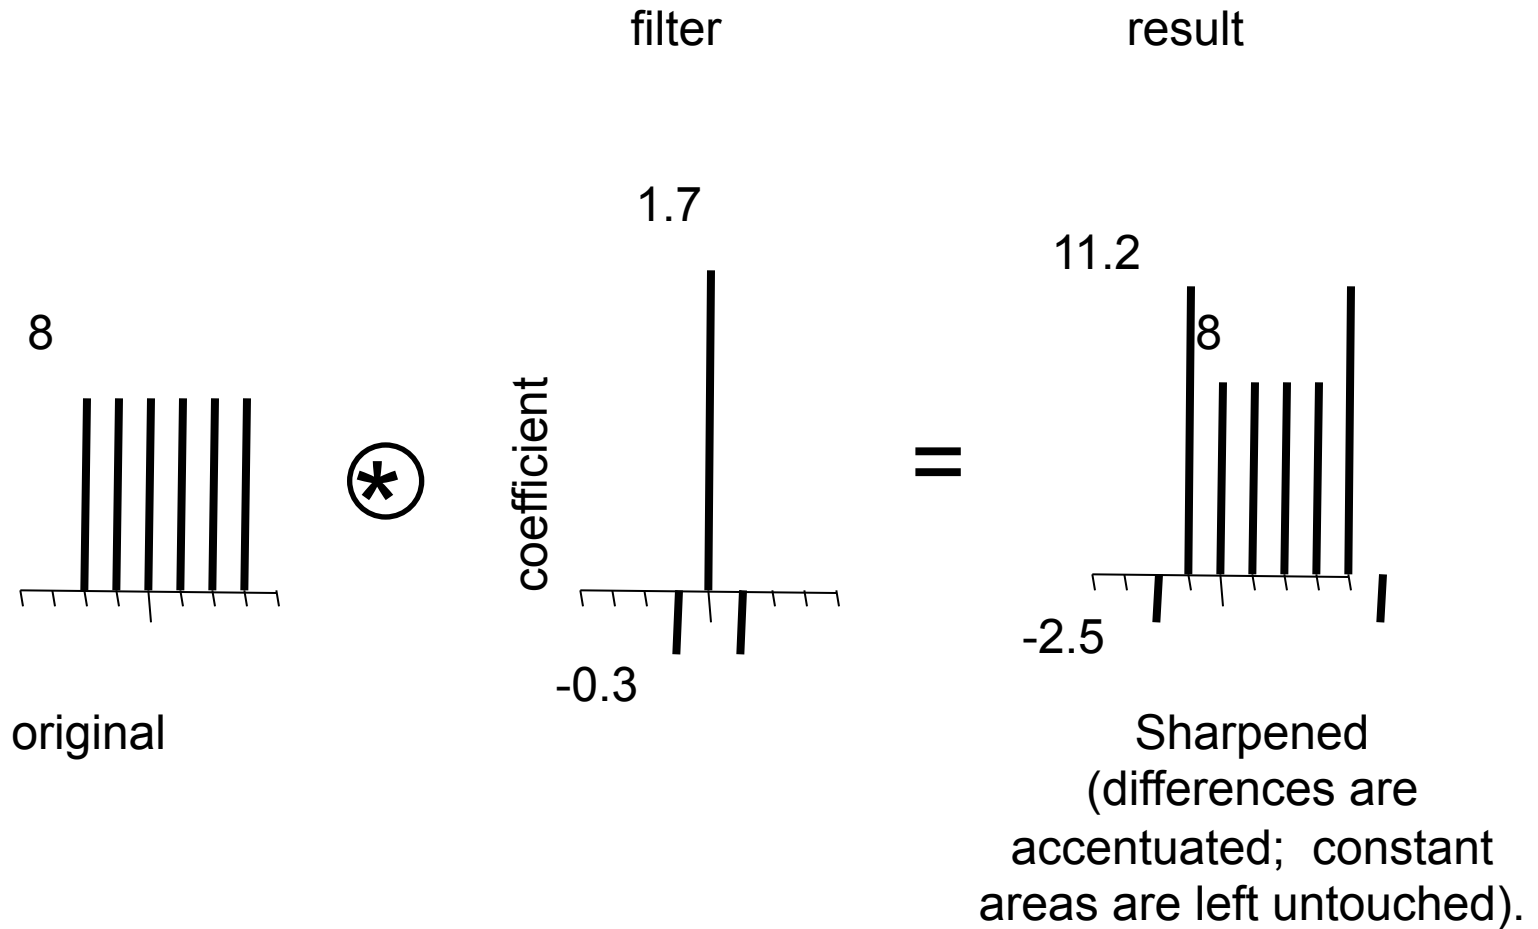 filter
result
1.7
11.2
8
8
coefficient
*
=
-2.5
-0.3
original
Sharpened
(differences are
accentuated; constant
areas are left untouched).